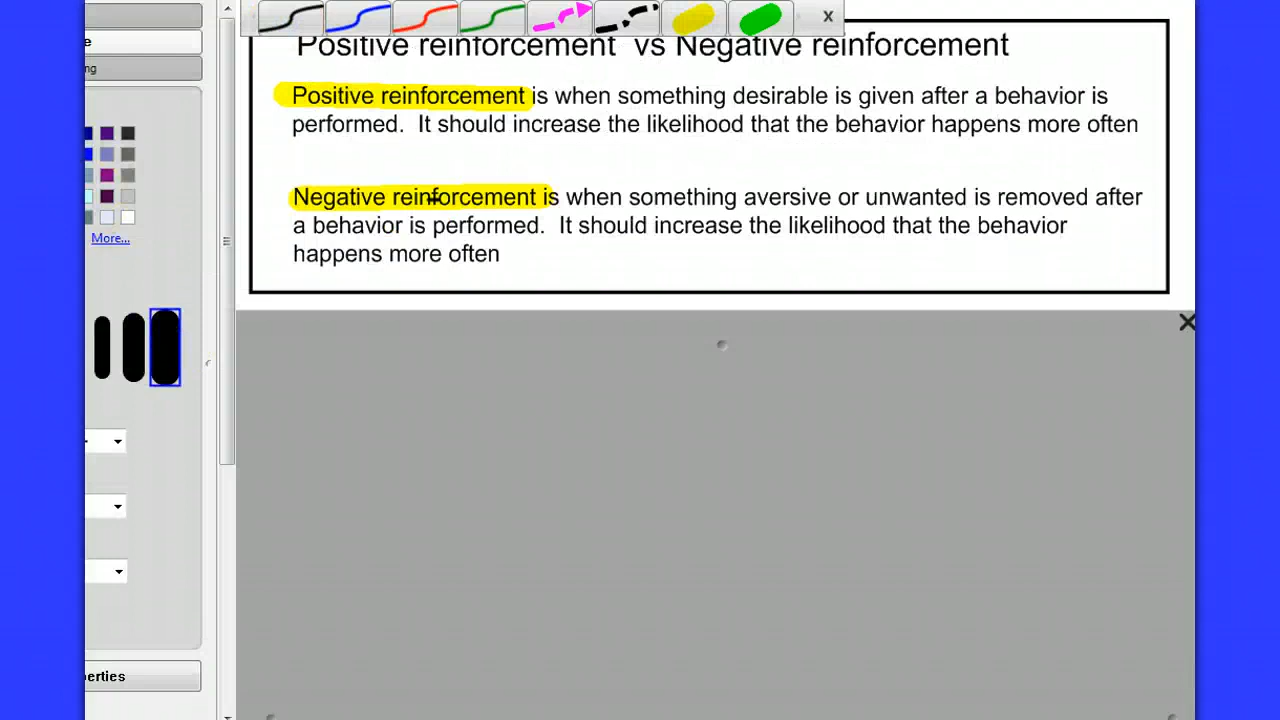 Positive reinforcement vs Negative reinforcement
Positive reinforcement is when something desirable is given after a behavior is
performed. It should increase the likelihood that the behavior happens more often
Negative reinforcement is when something aversive or unwanted is removed after
a behavior is performed. It should increase the likelihood that the behavior
happens more often
e
ng
More...
erties
x